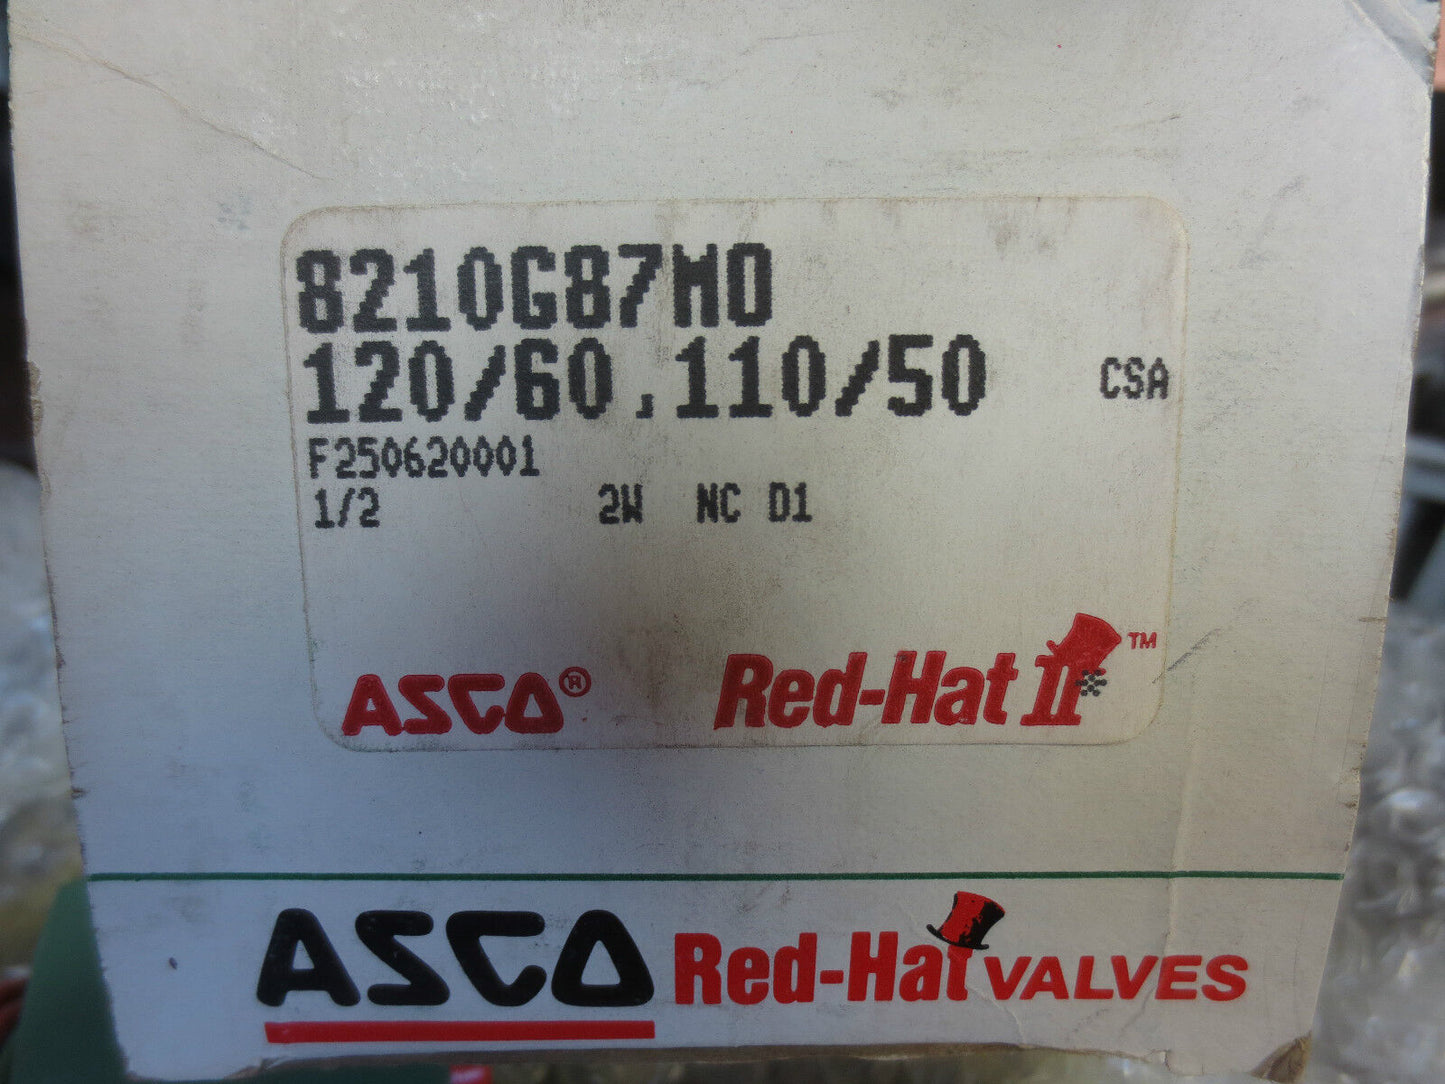 8210G87MO
120/60,110/50 CSA
F250620001
1/2 2W NC D1
ASCO® Red-Hat II™
ASCO Red-Hat VALVES